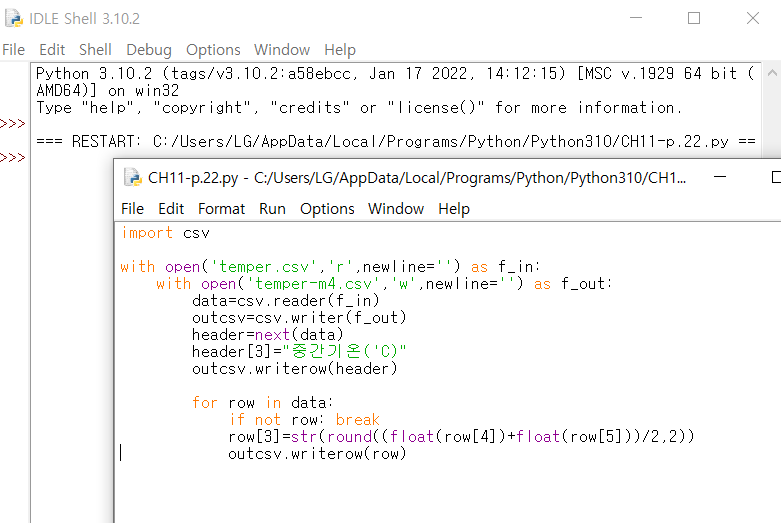 IDLE Shell 3.10.2
File Edit Shell Debug Options Window Help
Python 3.10.2 (tags/v3.10.2:a58ebcc, Jan 17 2022, 14:12:15) [MSC v.1929 64 bit (
AMD64)] on win32
Type "help", "copyright", "credits" or "license()" for more information.
>>>
=== RESTART: C:/Users/LG/AppData/Local/Programs/Python/Python310/CH11-p.22.py ==
>>>
CH11-p.22.py - C:/Users/LG/AppData/Local/Programs/Python/Python310/CH1...
File Edit Format Run Options Window Help
import csv
with open('temper.csv','r',newline='') as f_in:
    with open('temper-m4.csv','w',newline='') as f_out:
        data=csv.reader(f_in)
        outcsv=csv.writer(f_out)
        header=next(data)
        header[3]="중간기온('C)"
        outcsv.writerow(header)
        for row in data:
            if not row: break
            row[3]=str(round((float(row[4])+float(row[5]))/2,2))
            outcsv.writerow(row)